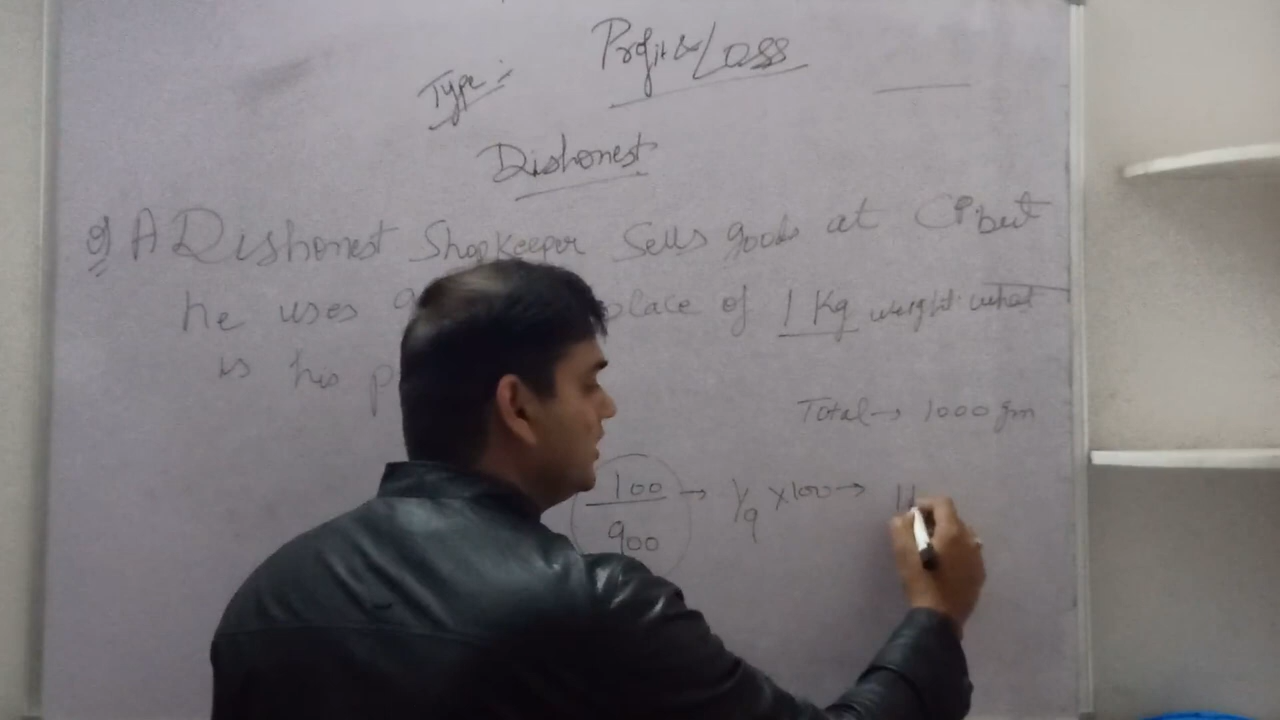 Profit & Loss
Type :-
Dishonest
Q A Dishonest Shopkeeper Sells goods at CP but
he uses place of 1 Kg weight. what
is his
Total → 1000 gm
100/900 → 1/9 × 100 → 11